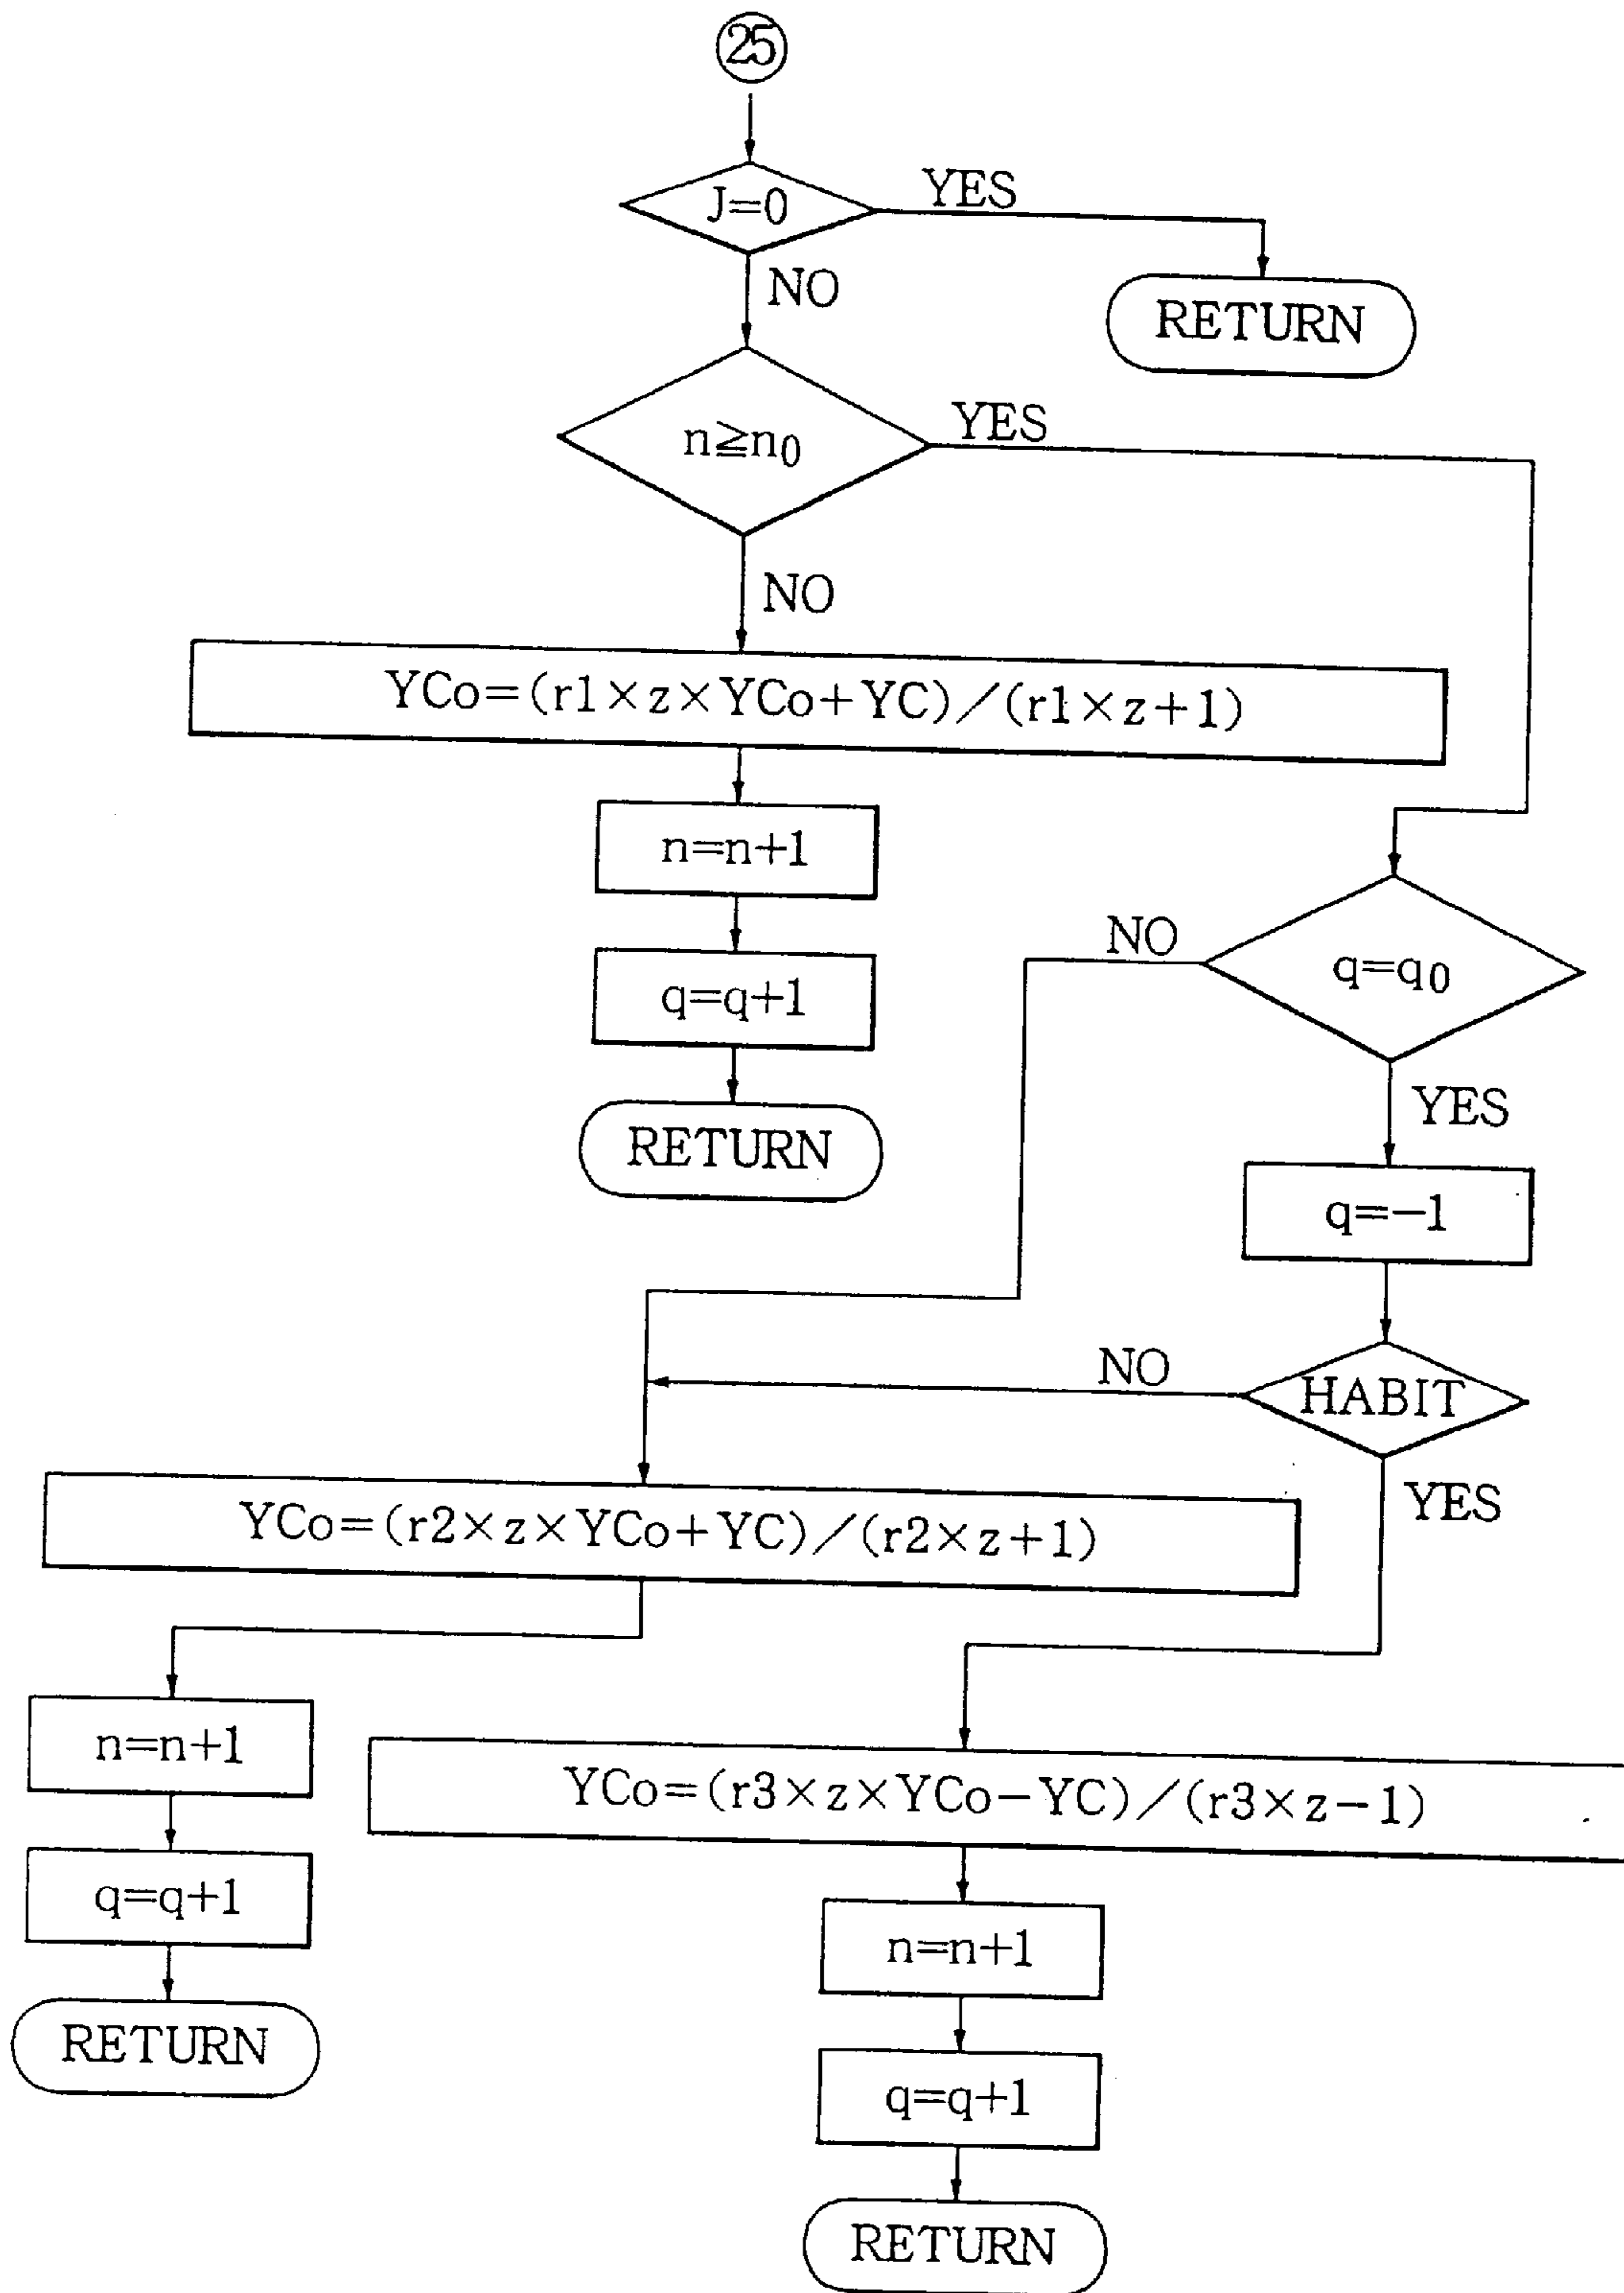 25
J=0
YES
NO
RETURN
n≧n0
YES
NO
YCo=(r1×z×YCo+YC)/(r1×z+1)
n=n+1
q=q+1
RETURN
q=q0
NO
YES
q=-1
HABIT
NO
YES
YCo=(r2×z×YCo+YC)/(r2×z+1)
n=n+1
q=q+1
RETURN
YCo=(r3×z×YCo-YC)/(r3×z-1)
n=n+1
q=q+1
RETURN